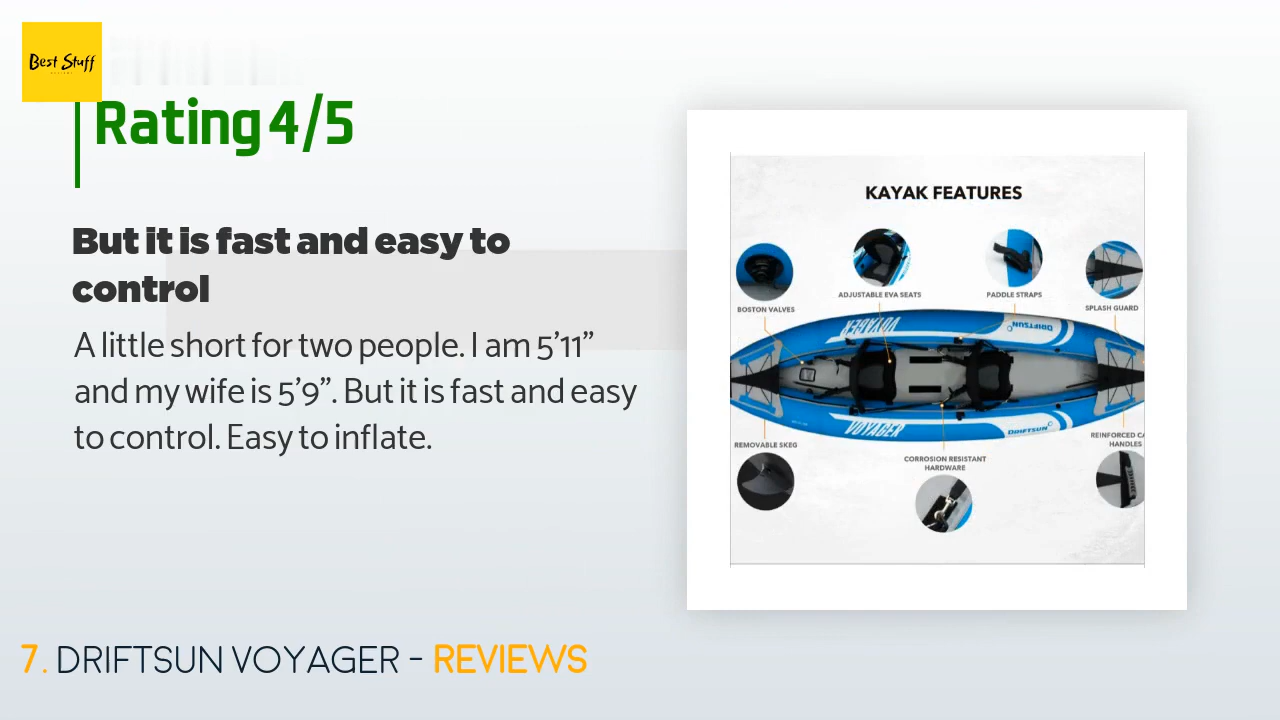 Best Stuff
Rating 4/5
But it is fast and easy to
control
A little short for two people. I am 5’11”
and my wife is 5’9”. But it is fast and easy
to control. Easy to inflate.
KAYAK FEATURES
BOSTON VALVES
ADJUSTABLE EVA SEATS
PADDLE STRAPS
SPLASH GUARD
VOYAGER
DRIFTSUN
VOYAGER
DRIFTSUN
REMOVABLE SKEG
CORROSION RESISTANT
HARDWARE
REINFORCED CA
HANDLES
7. DRIFTSUN VOYAGER - REVIEWS